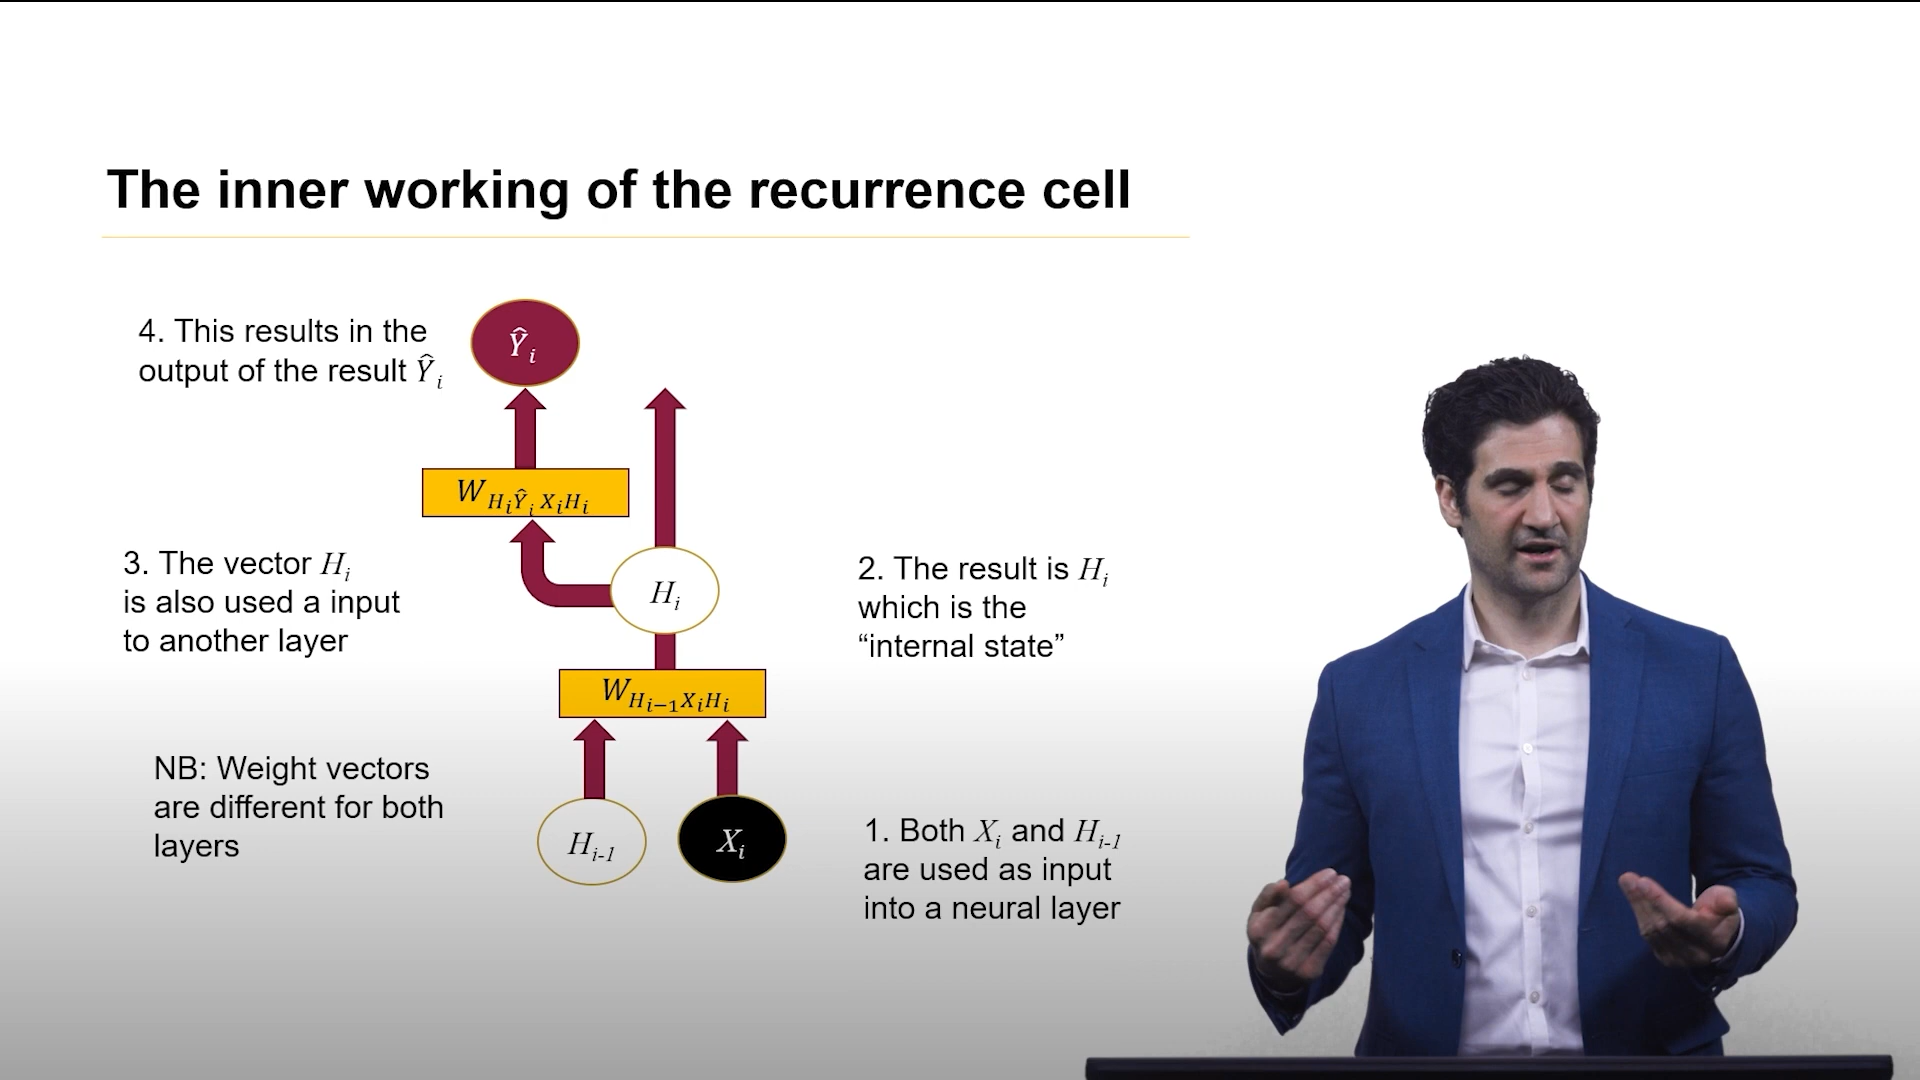 The inner working of the recurrence cell
4. This results in the
output of the result Ŷi
Ŷi
W HiŶi XiHi
3. The vector Hi
is also used a input
to another layer
Hi
2. The result is Hi
which is the
“internal state”
W Hi−1XiHi
NB: Weight vectors
are different for both
layers
Hi-1
Xi
1. Both Xi and Hi-1
are used as input
into a neural layer